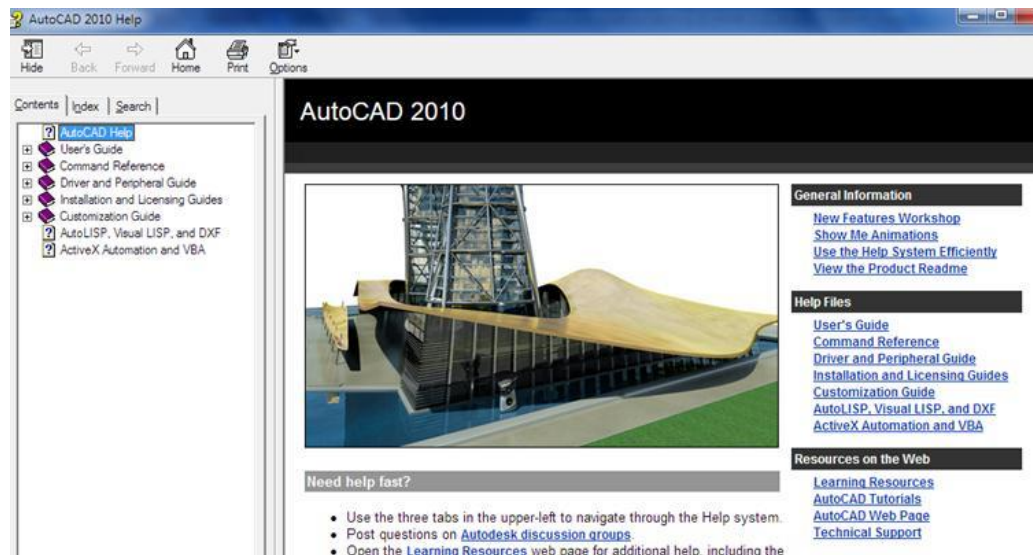 AutoCAD 2010 Help
Hide Back Forward Home Print Options
Contents Index Search
AutoCAD Help
User's Guide
Command Reference
Driver and Peripheral Guide
Installation and Licensing Guides
Customization Guide
AutoLISP, Visual LISP, and DXF
ActiveX Automation and VBA
AutoCAD 2010
General Information
New Features Workshop
Show Me Animations
Use the Help System Efficiently
View the Product Readme
Help Files
User's Guide
Command Reference
Driver and Peripheral Guide
Installation and Licensing Guides
Customization Guide
AutoLISP, Visual LISP, and DXF
ActiveX Automation and VBA
Resources on the Web
Learning Resources
AutoCAD Tutorials
AutoCAD Web Page
Technical Support
Need help fast?
• Use the three tabs in the upper-left to navigate through the Help system.
• Post questions on Autodesk discussion groups.
• Open the Learning Resources web page for additional help, including the